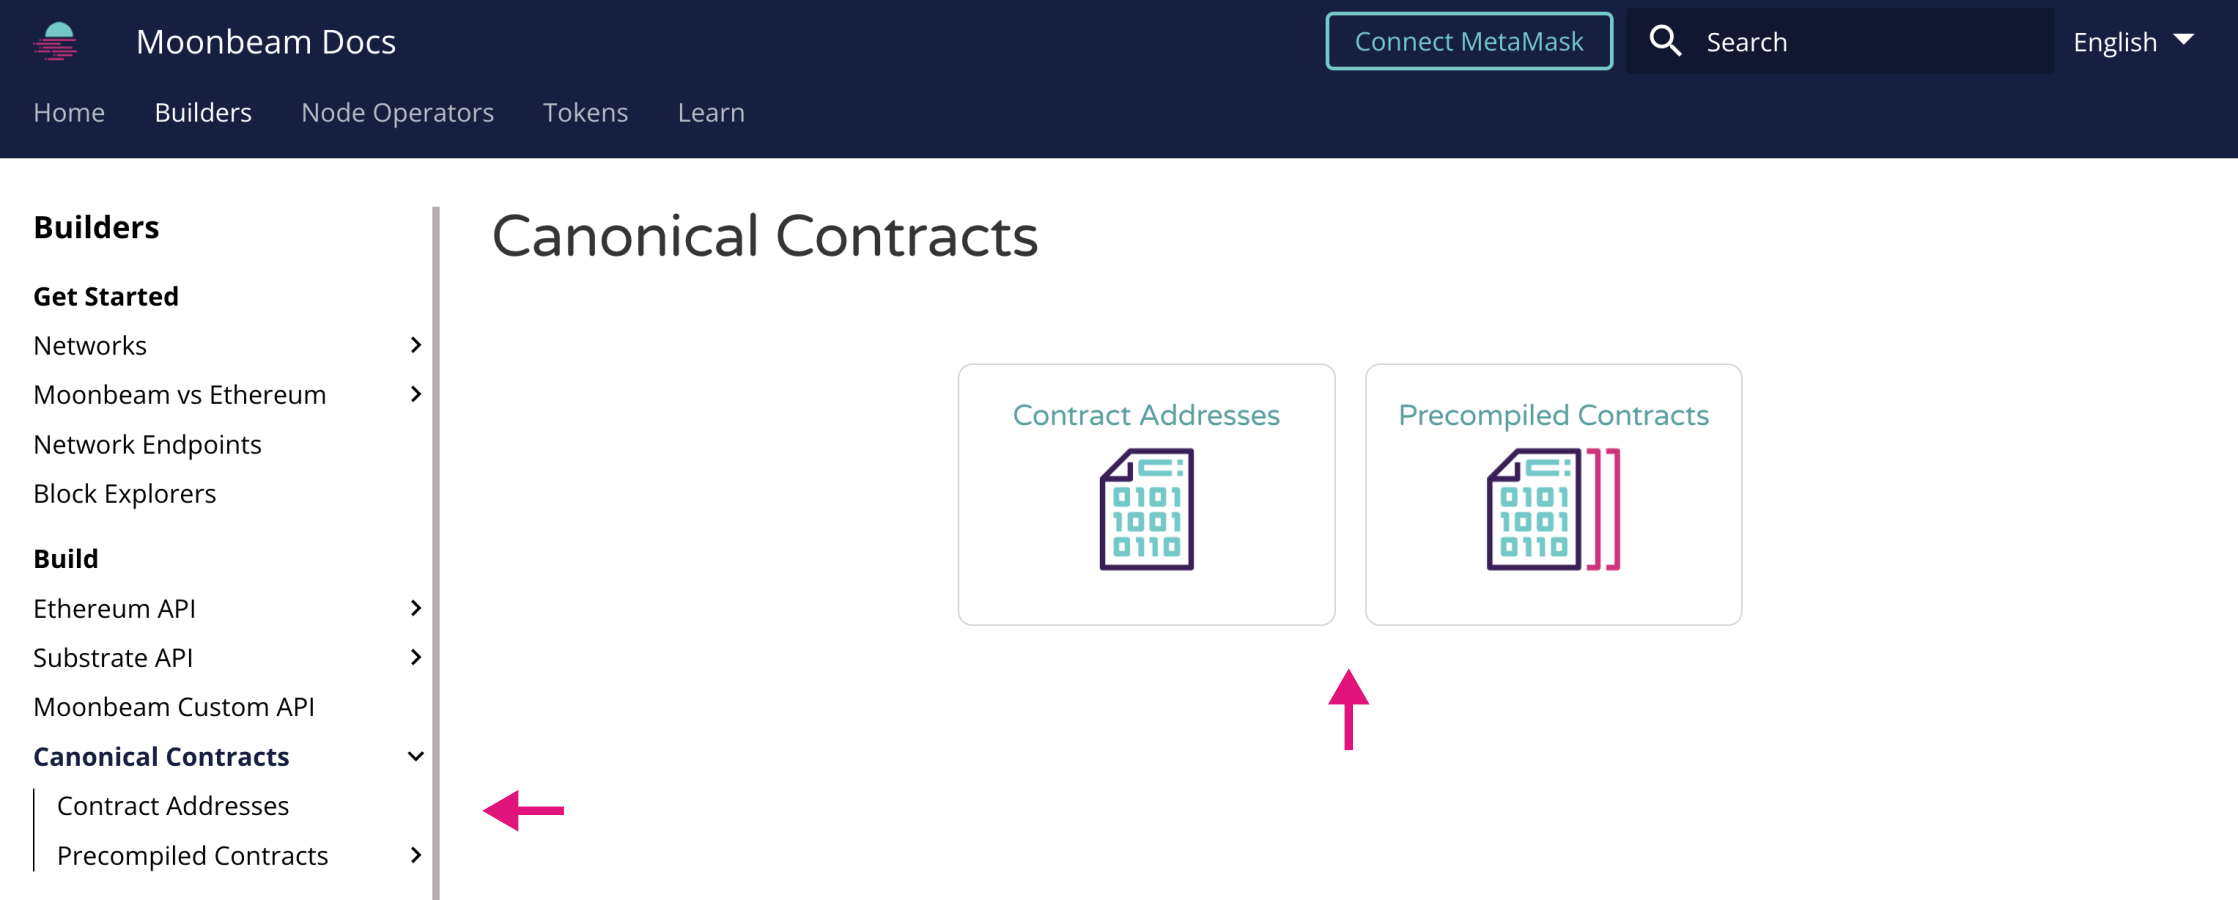 Moonbeam Docs
Connect MetaMask
Search
English
Home Builders Node Operators Tokens Learn
Builders
Get Started
Networks
Moonbeam vs Ethereum
Network Endpoints
Block Explorers
Build
Ethereum API
Substrate API
Moonbeam Custom API
Canonical Contracts
Contract Addresses
Precompiled Contracts
Canonical Contracts
Contract Addresses
0101
1001
0110
Precompiled Contracts
0101
1001
0110